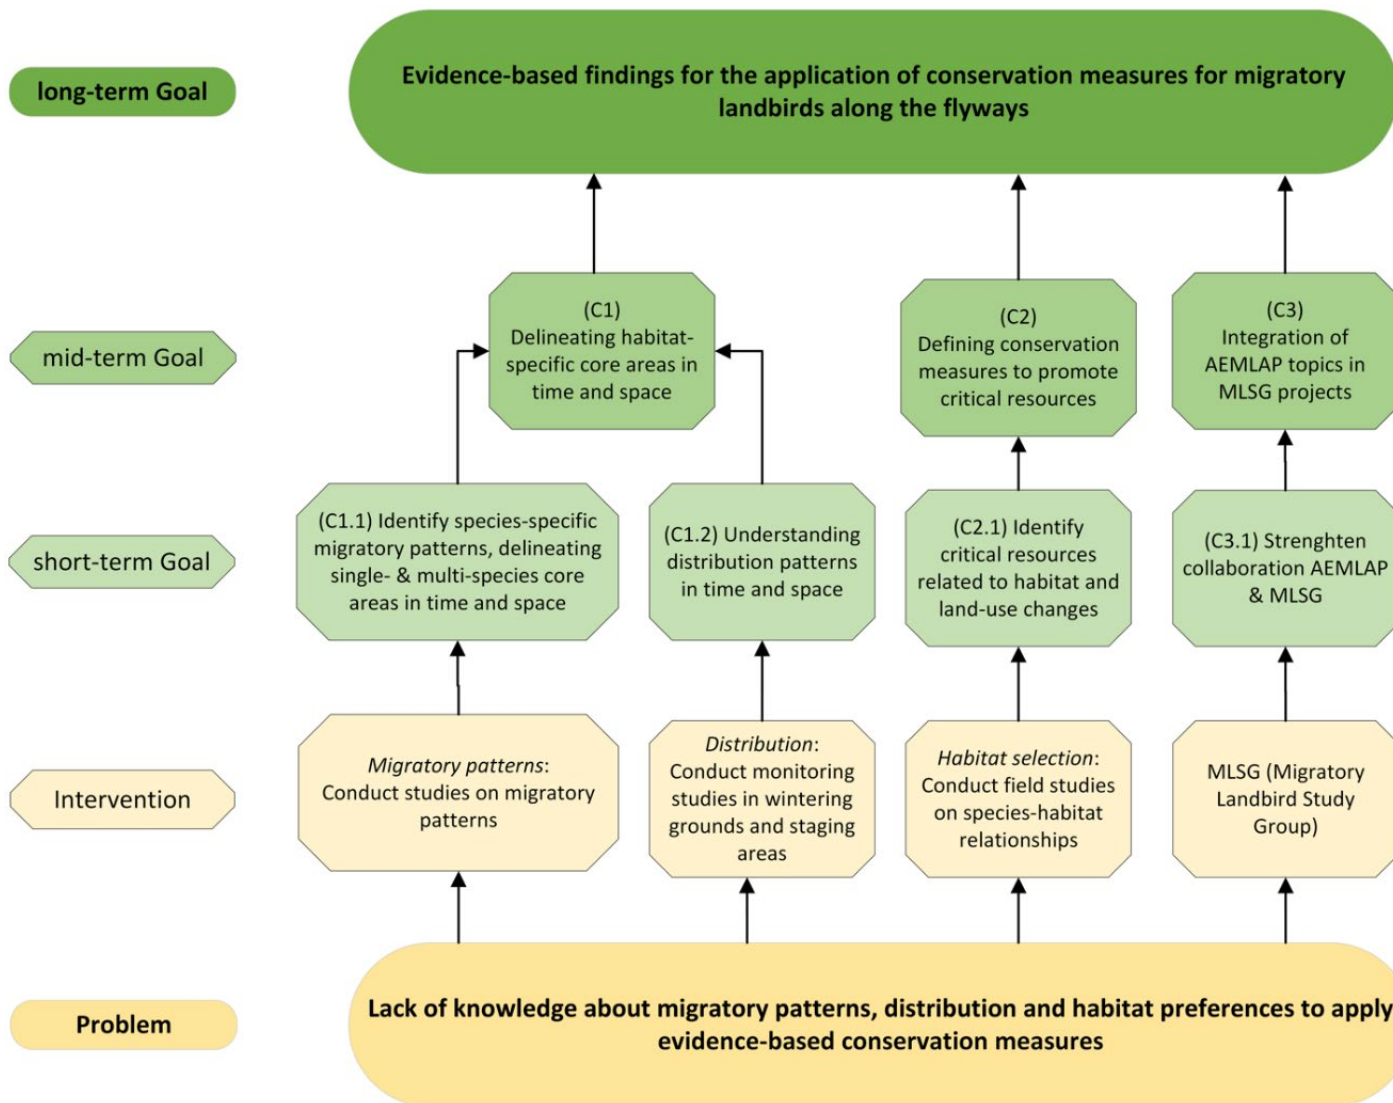 long-term Goal
Evidence-based findings for the application of conservation measures for migratory
landbirds along the flyways
mid-term Goal
(C1)
Delineating habitat-
specific core areas in
time and space
(C2)
Defining conservation
measures to promote
critical resources
(C3)
Integration of
AEMLAP topics in
MLSG projects
short-term Goal
(C1.1) Identify species-specific
migratory patterns, delineating
single- & multi-species core
areas in time and space
(C1.2) Understanding
distribution patterns
in time and space
(C2.1) Identify
critical resources
related to habitat and
land-use changes
(C3.1) Strenghten
collaboration AEMLAP
& MLSG
Intervention
Migratory patterns:
Conduct studies on migratory
patterns
Distribution:
Conduct monitoring
studies in wintering
grounds and staging
areas
Habitat selection:
Conduct field studies
on species-habitat
relationships
MLSG (Migratory
Landbird Study
Group)
Problem
Lack of knowledge about migratory patterns, distribution and habitat preferences to apply
evidence-based conservation measures